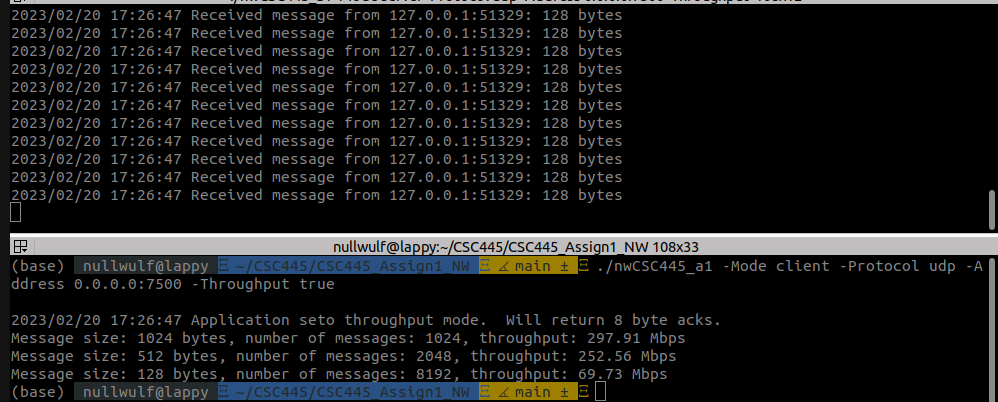 2023/02/20 17:26:47 Received message from 127.0.0.1:51329: 128 bytes
2023/02/20 17:26:47 Received message from 127.0.0.1:51329: 128 bytes
2023/02/20 17:26:47 Received message from 127.0.0.1:51329: 128 bytes
2023/02/20 17:26:47 Received message from 127.0.0.1:51329: 128 bytes
2023/02/20 17:26:47 Received message from 127.0.0.1:51329: 128 bytes
2023/02/20 17:26:47 Received message from 127.0.0.1:51329: 128 bytes
2023/02/20 17:26:47 Received message from 127.0.0.1:51329: 128 bytes
2023/02/20 17:26:47 Received message from 127.0.0.1:51329: 128 bytes
2023/02/20 17:26:47 Received message from 127.0.0.1:51329: 128 bytes
2023/02/20 17:26:47 Received message from 127.0.0.1:51329: 128 bytes
2023/02/20 17:26:47 Received message from 127.0.0.1:51329: 128 bytes
nullwulf@lappy:~/CSC445/CSC445_Assign1_NW 108x33
(base) nullwulf@lappy ~/CSC445/CSC445_Assign1_NW main ± ./nwCSC445_a1 -Mode client -Protocol udp -A
ddress 0.0.0.0:7500 -Throughput true
2023/02/20 17:26:47 Application seto throughput mode.  Will return 8 byte acks.
Message size: 1024 bytes, number of messages: 1024, throughput: 297.91 Mbps
Message size: 512 bytes, number of messages: 2048, throughput: 252.56 Mbps
Message size: 128 bytes, number of messages: 8192, throughput: 69.73 Mbps
(base) nullwulf@lappy ~/CSC445/CSC445_Assign1_NW main ±